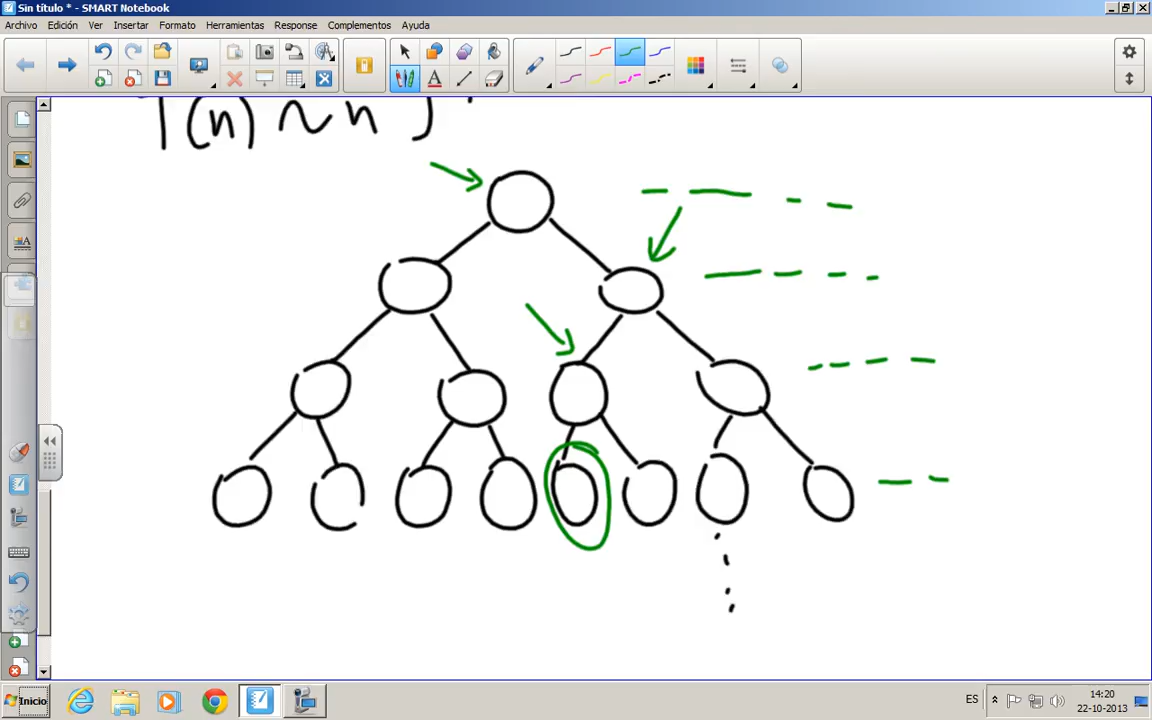 Sin título * - SMART Notebook
Archivo Edición Ver Insertar Formato Herramientas Response Complementos Ayuda
T(n) ~ n
Inicio
ES
14:20
22-10-2013